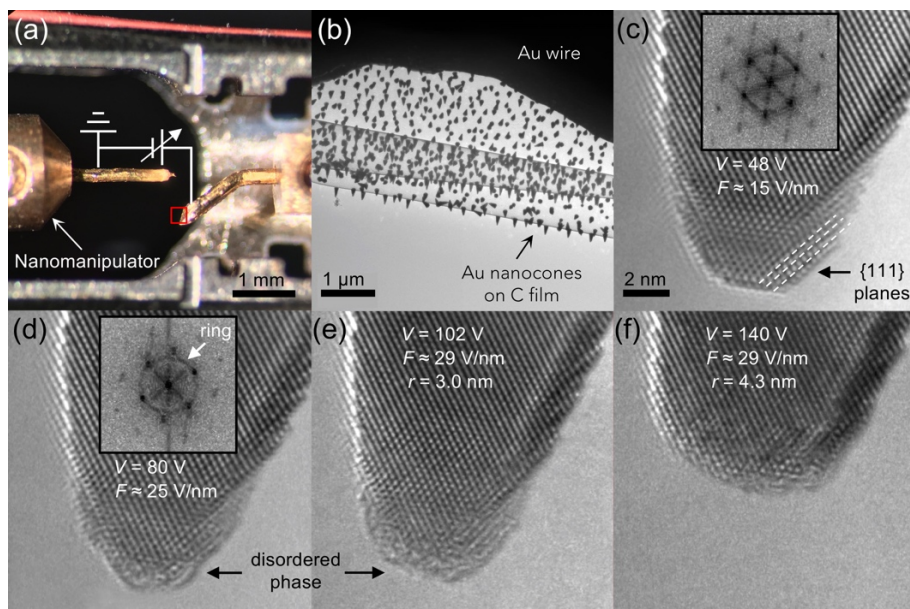 (a)
Nanomanipulator
1 mm
(b)
Au wire
Au nanocones
on C film
1 μm
(c)
V = 48 V
F ≈ 15 V/nm
{111}
planes
2 nm
(d)
ring
V = 80 V
F ≈ 25 V/nm
disordered
phase
(e)
V = 102 V
F ≈ 29 V/nm
r = 3.0 nm
(f)
V = 140 V
F ≈ 29 V/nm
r = 4.3 nm